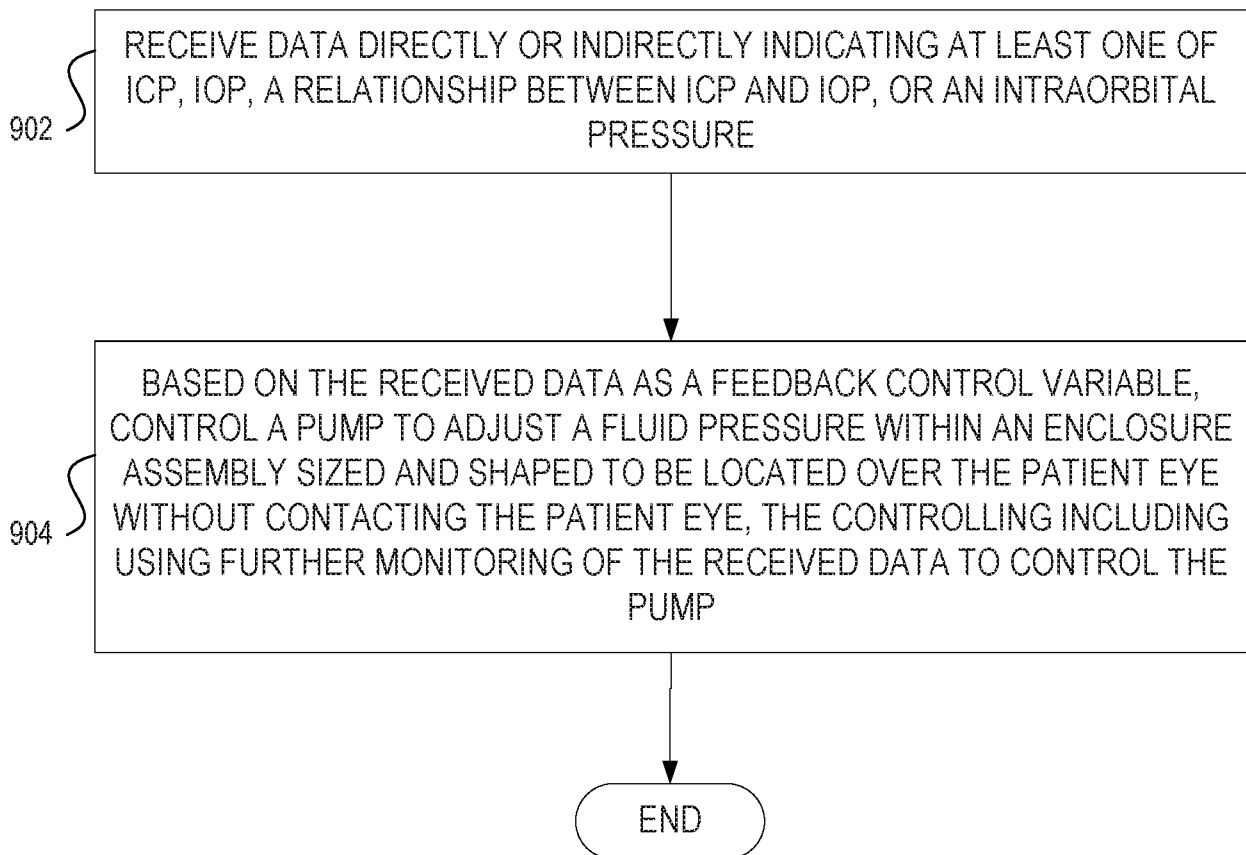 RECEIVE DATA DIRECTLY OR INDIRECTLY INDICATING AT LEAST ONE OF
ICP, IOP, A RELATIONSHIP BETWEEN ICP AND IOP, OR AN INTRAORBITAL
PRESSURE
902
BASED ON THE RECEIVED DATA AS A FEEDBACK CONTROL VARIABLE,
CONTROL A PUMP TO ADJUST A FLUID PRESSURE WITHIN AN ENCLOSURE
ASSEMBLY SIZED AND SHAPED TO BE LOCATED OVER THE PATIENT EYE
WITHOUT CONTACTING THE PATIENT EYE, THE CONTROLLING INCLUDING
USING FURTHER MONITORING OF THE RECEIVED DATA TO CONTROL THE
PUMP
904
END